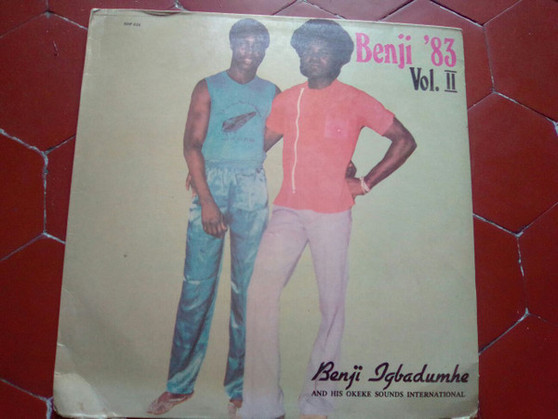 Benji '83
Vol. II
Benji Igbadumhe
AND HIS OKEKE SOUNDS INTERNATIONAL